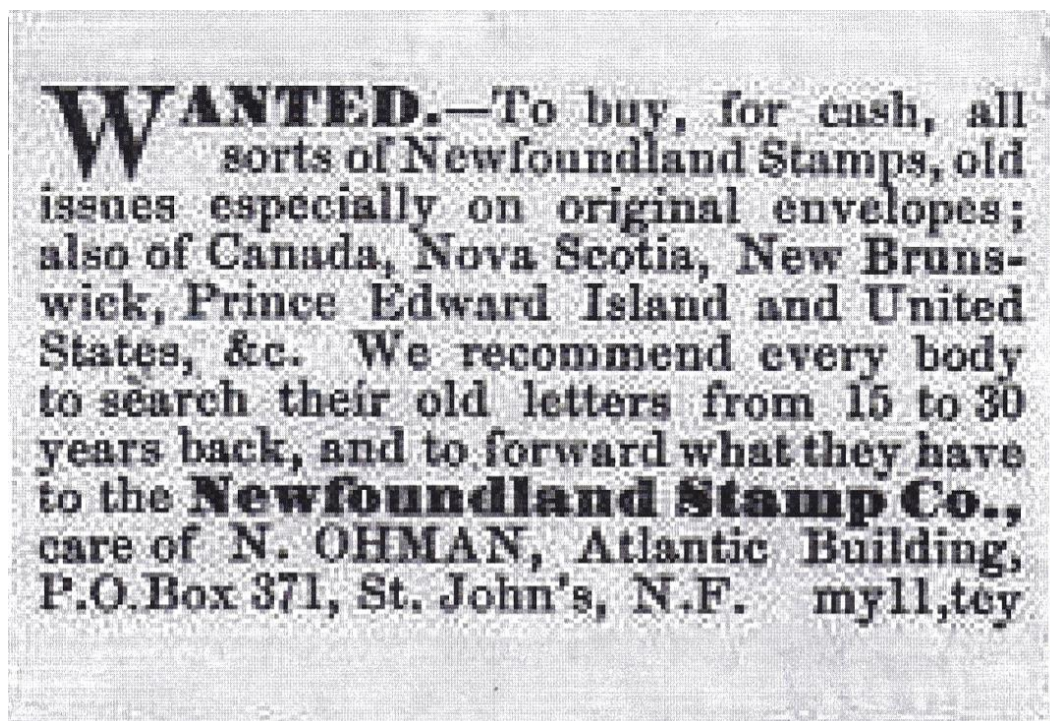 WANTED.—To buy, for cash, all
sorts of Newfoundland Stamps, old
issues especially on original envelopes;
also of Canada, Nova Scotia, New Bruns-
wick, Prince Edward Island and United
States, &c. We recommend every body
to search their old letters from 15 to 30
years back, and to forward what they have
to the Newfoundland Stamp Co.,
care of N. OHMAN, Atlantic Building,
P.O.Box 371, St. John's, N.F. my11,tey